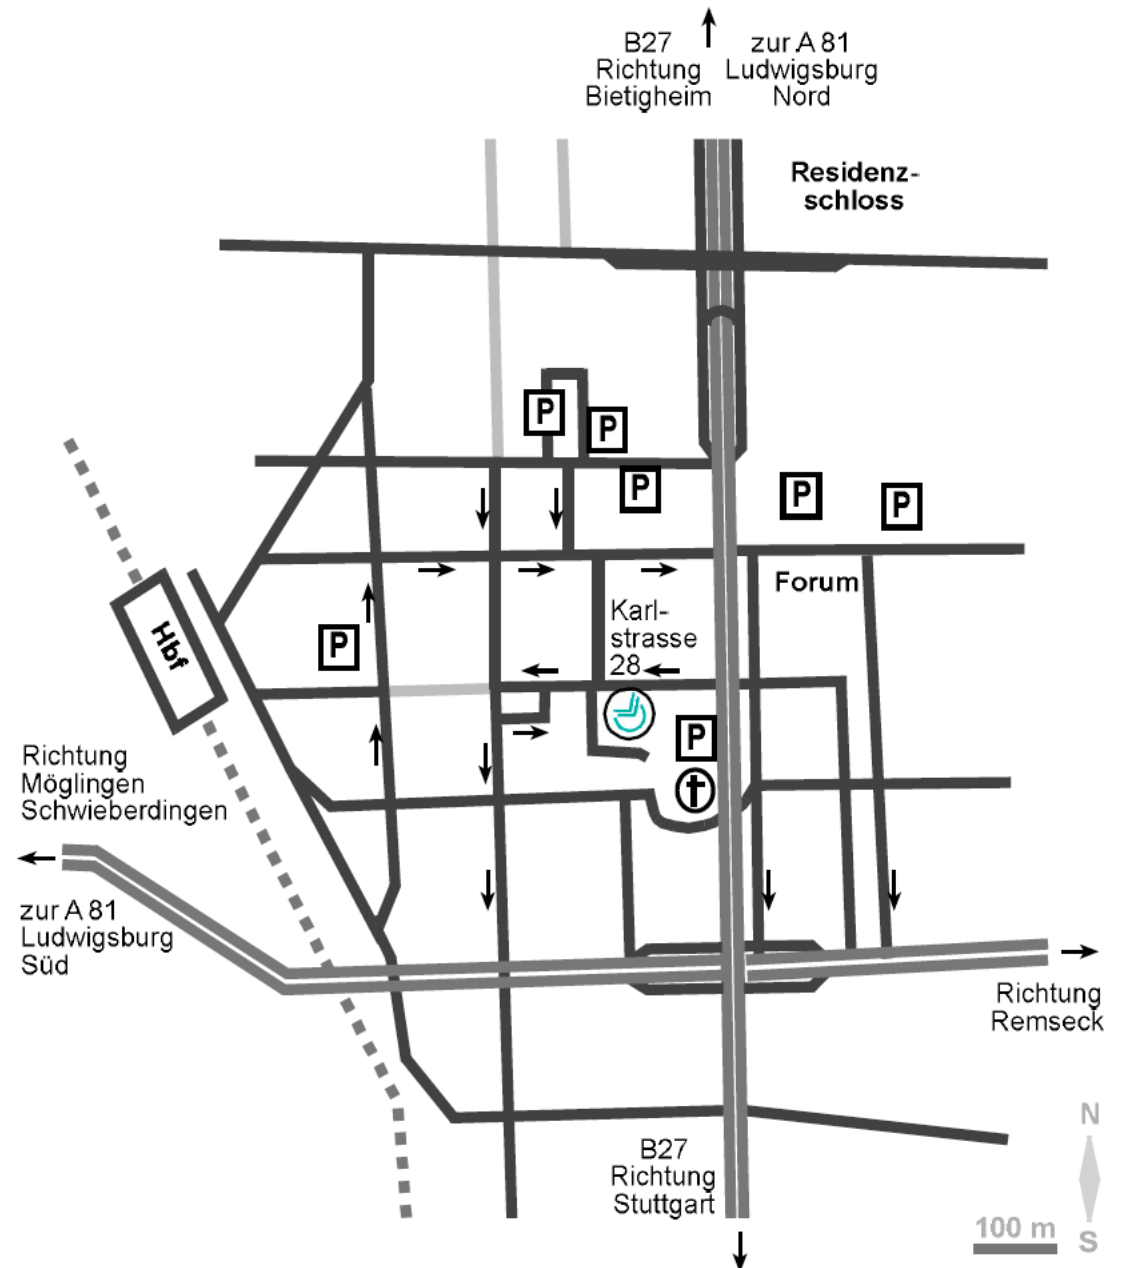 B27
Richtung
Bietigheim
zur A 81
Ludwigsburg
Nord
Residenz-
schloss
P
P
P
P
P
Forum
Karl-
strasse
28
P
Hbf
P
Richtung
Möglingen
Schwieberdingen
zur A 81
Ludwigsburg
Süd
Richtung
Remseck
B27
Richtung
Stuttgart
N
S
100 m